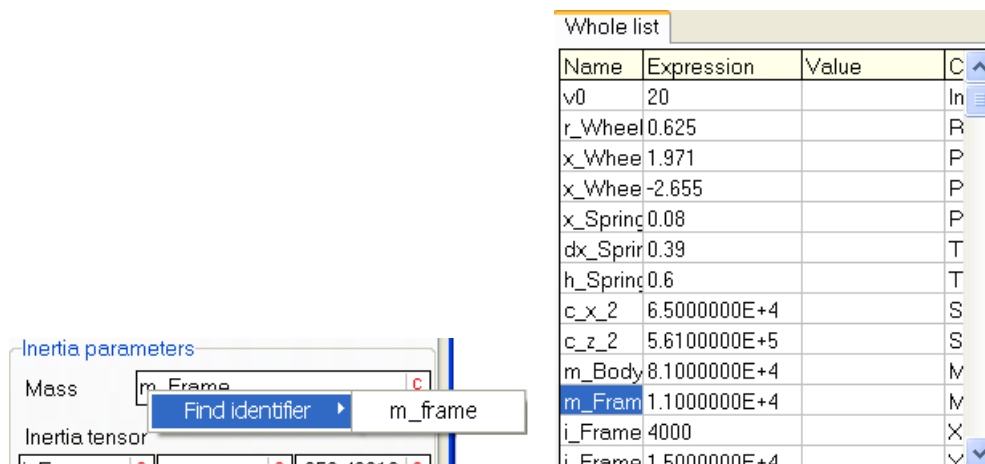 Whole list
Name Expression Value C
v0 20 In
r_Wheel 0.625 R
x_Whee 1.971 P
x_Whee -2.655 P
x_Spring 0.08 P
dx_Sprin 0.39 T
h_Spring 0.6 T
c_x_2 6.5000000E+4 S
c_z_2 5.6100000E+5 S
m_Body 8.1000000E+4 M
m_Fram 1.1000000E+4 M
i_Frame 4000 X
i_Frame 1.5000000E+4
Inertia parameters
Mass m_Frame C
Find identifier m_frame
Inertia tensor